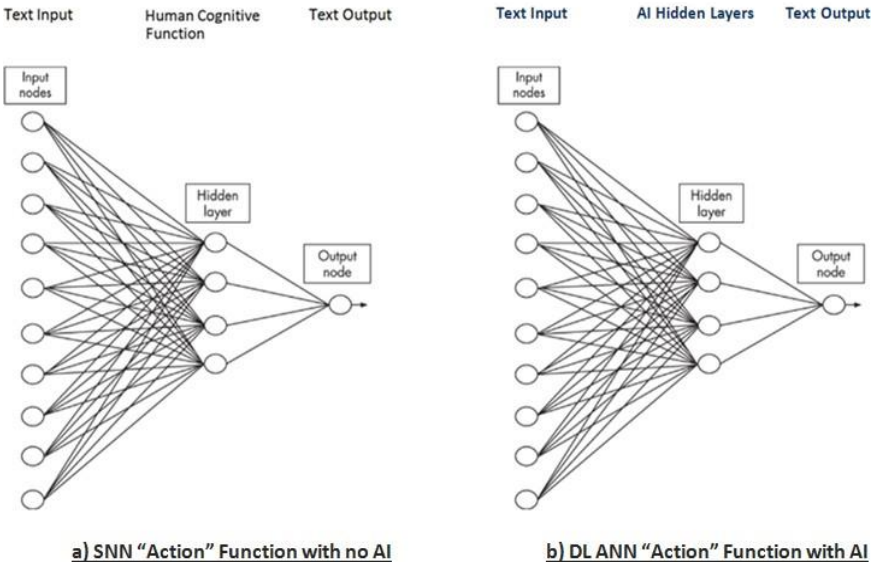 Text Input
Human Cognitive
Function
Text Output
Input
nodes
Hidden
layer
Output
node
a) SNN “Action” Function with no AI
Text Input
AI Hidden Layers
Text Output
Input
nodes
Hidden
layer
Output
node
b) DL ANN “Action” Function with AI